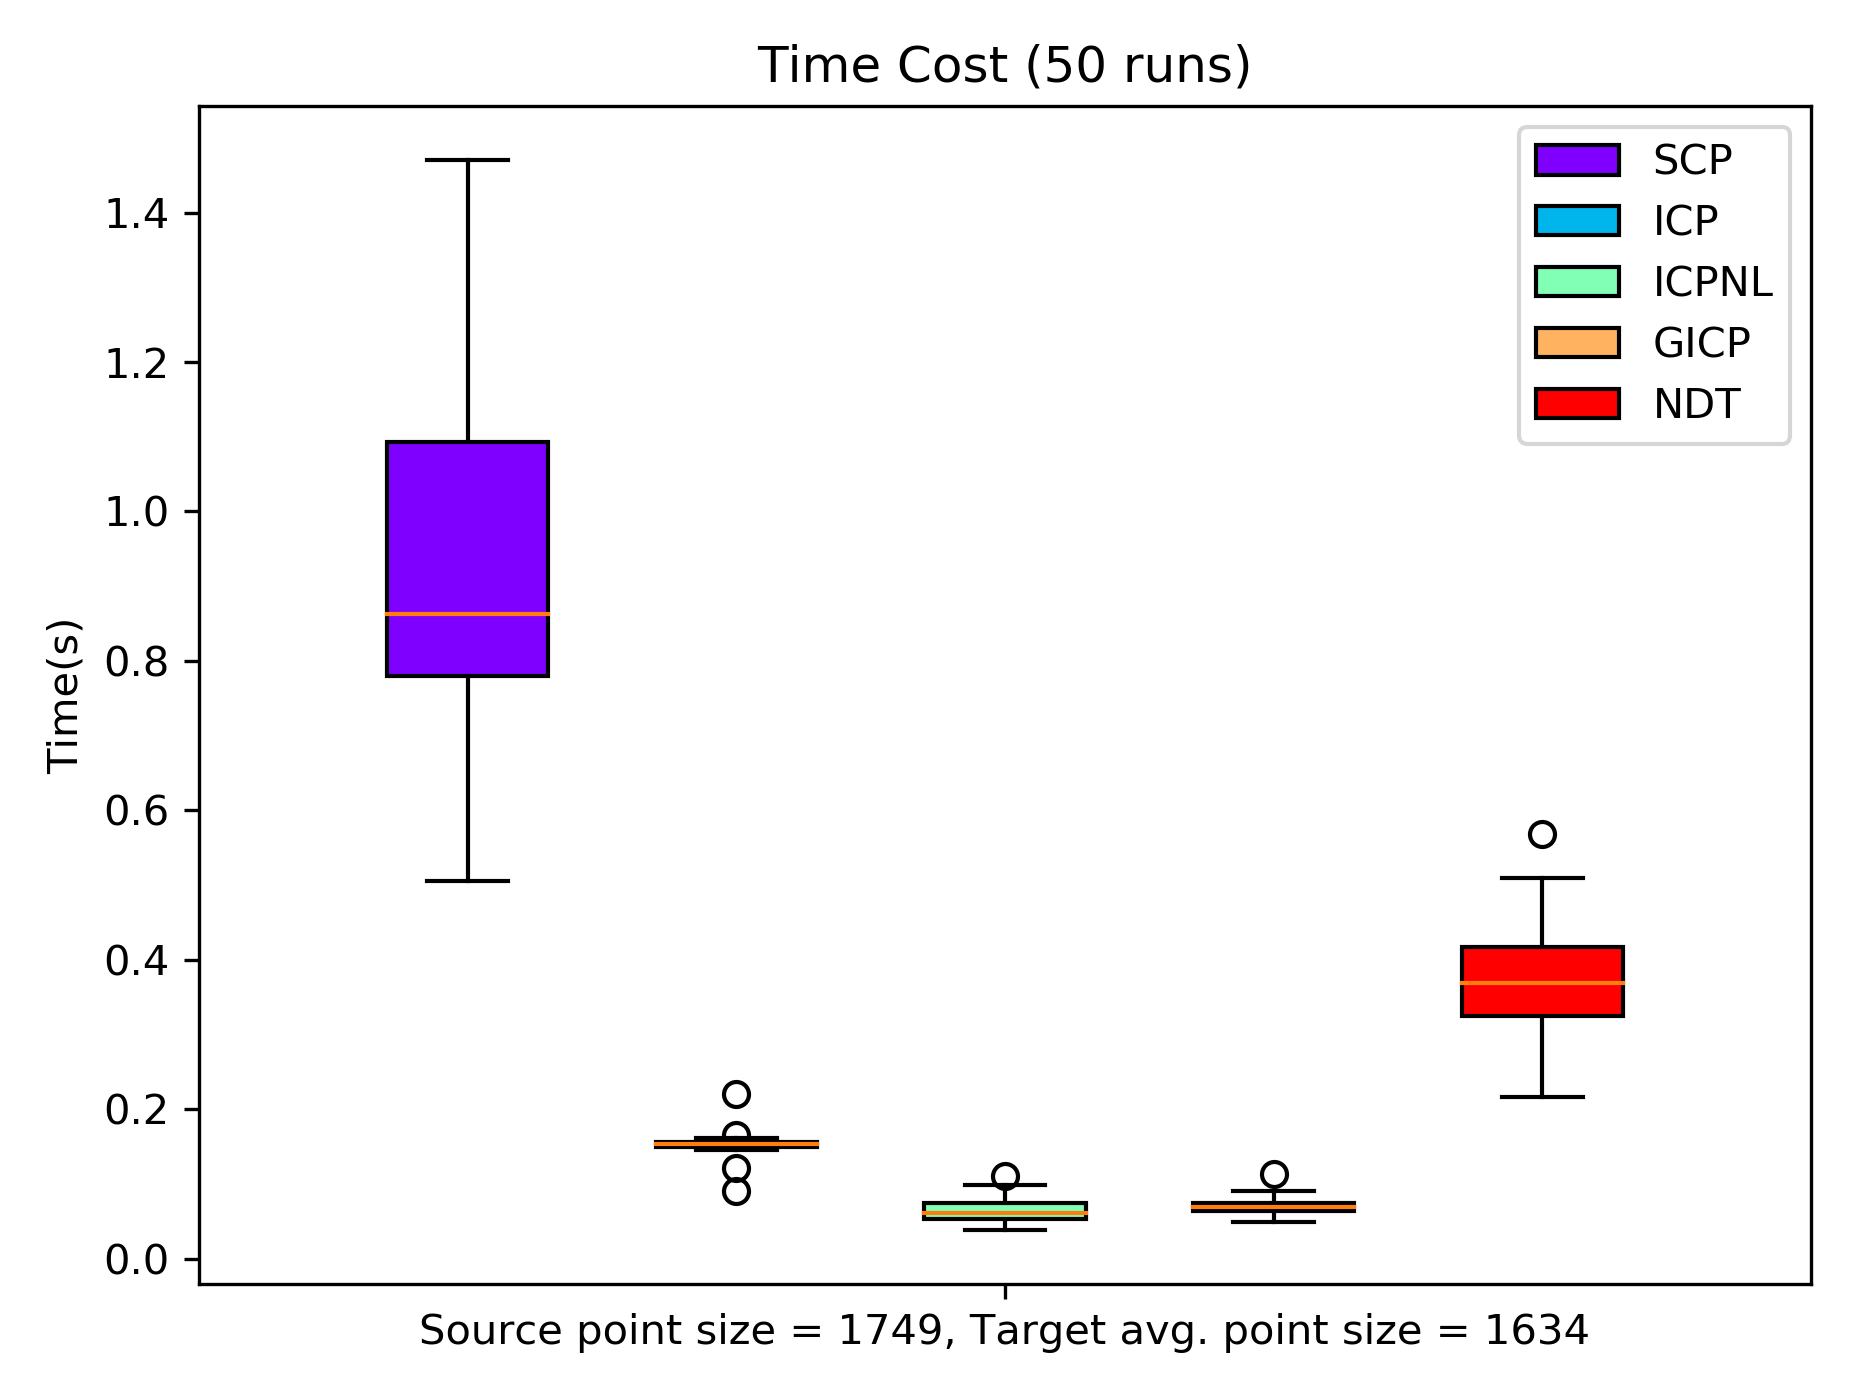 Time Cost (50 runs)
SCP
ICP
ICPNL
GICP
NDT
Time(s)
1.4
1.2
1.0
0.8
0.6
0.4
0.2
0.0
Source point size = 1749, Target avg. point size = 1634